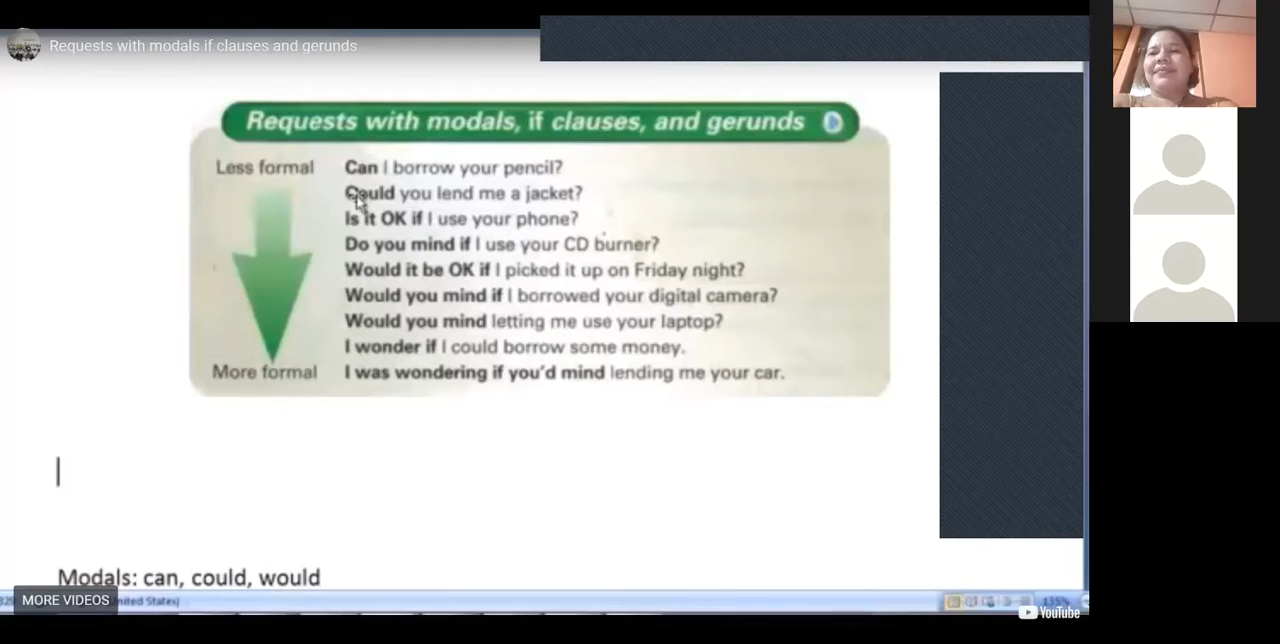 Requests with modals if clauses and gerunds
Requests with modals, if clauses, and gerunds
Less formal
Can I borrow your pencil?
Could you lend me a jacket?
Is it OK if I use your phone?
Do you mind if I use your CD burner?
Would it be OK if I picked it up on Friday night?
Would you mind if I borrowed your digital camera?
Would you mind letting me use your laptop?
I wonder if I could borrow some money.
More formal
I was wondering if you'd mind lending me your car.
Modals: can, could, would
MORE VIDEOS
United States)
135%
YouTube